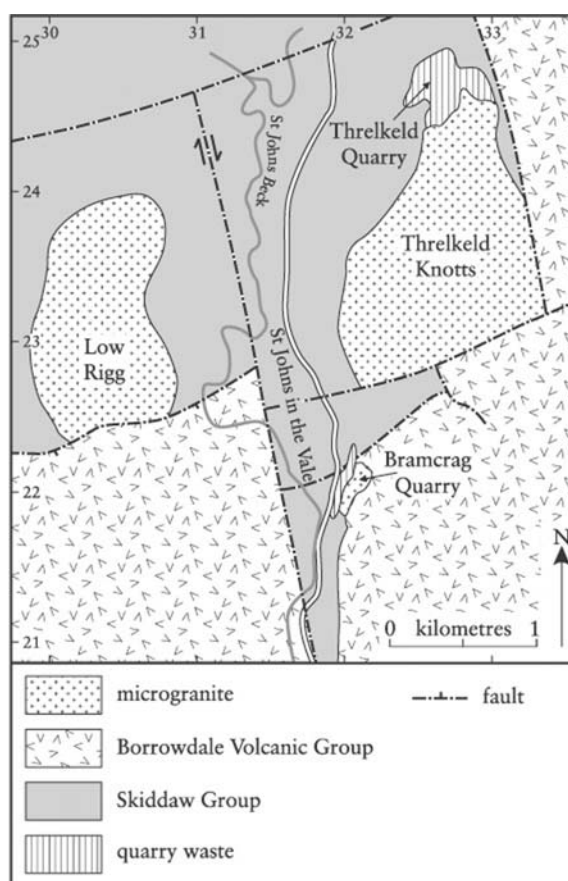 25
31
32
33
Threlkeld
Quarry
St Johns Beck
24
30
Threlkeld
Knotts
23
Low
Rigg
St Johns in the Vale
Bramcrag
Quarry
22
N
21
0 kilometres 1
microgranite
fault
Borrowdale Volcanic Group
Skiddaw Group
quarry waste